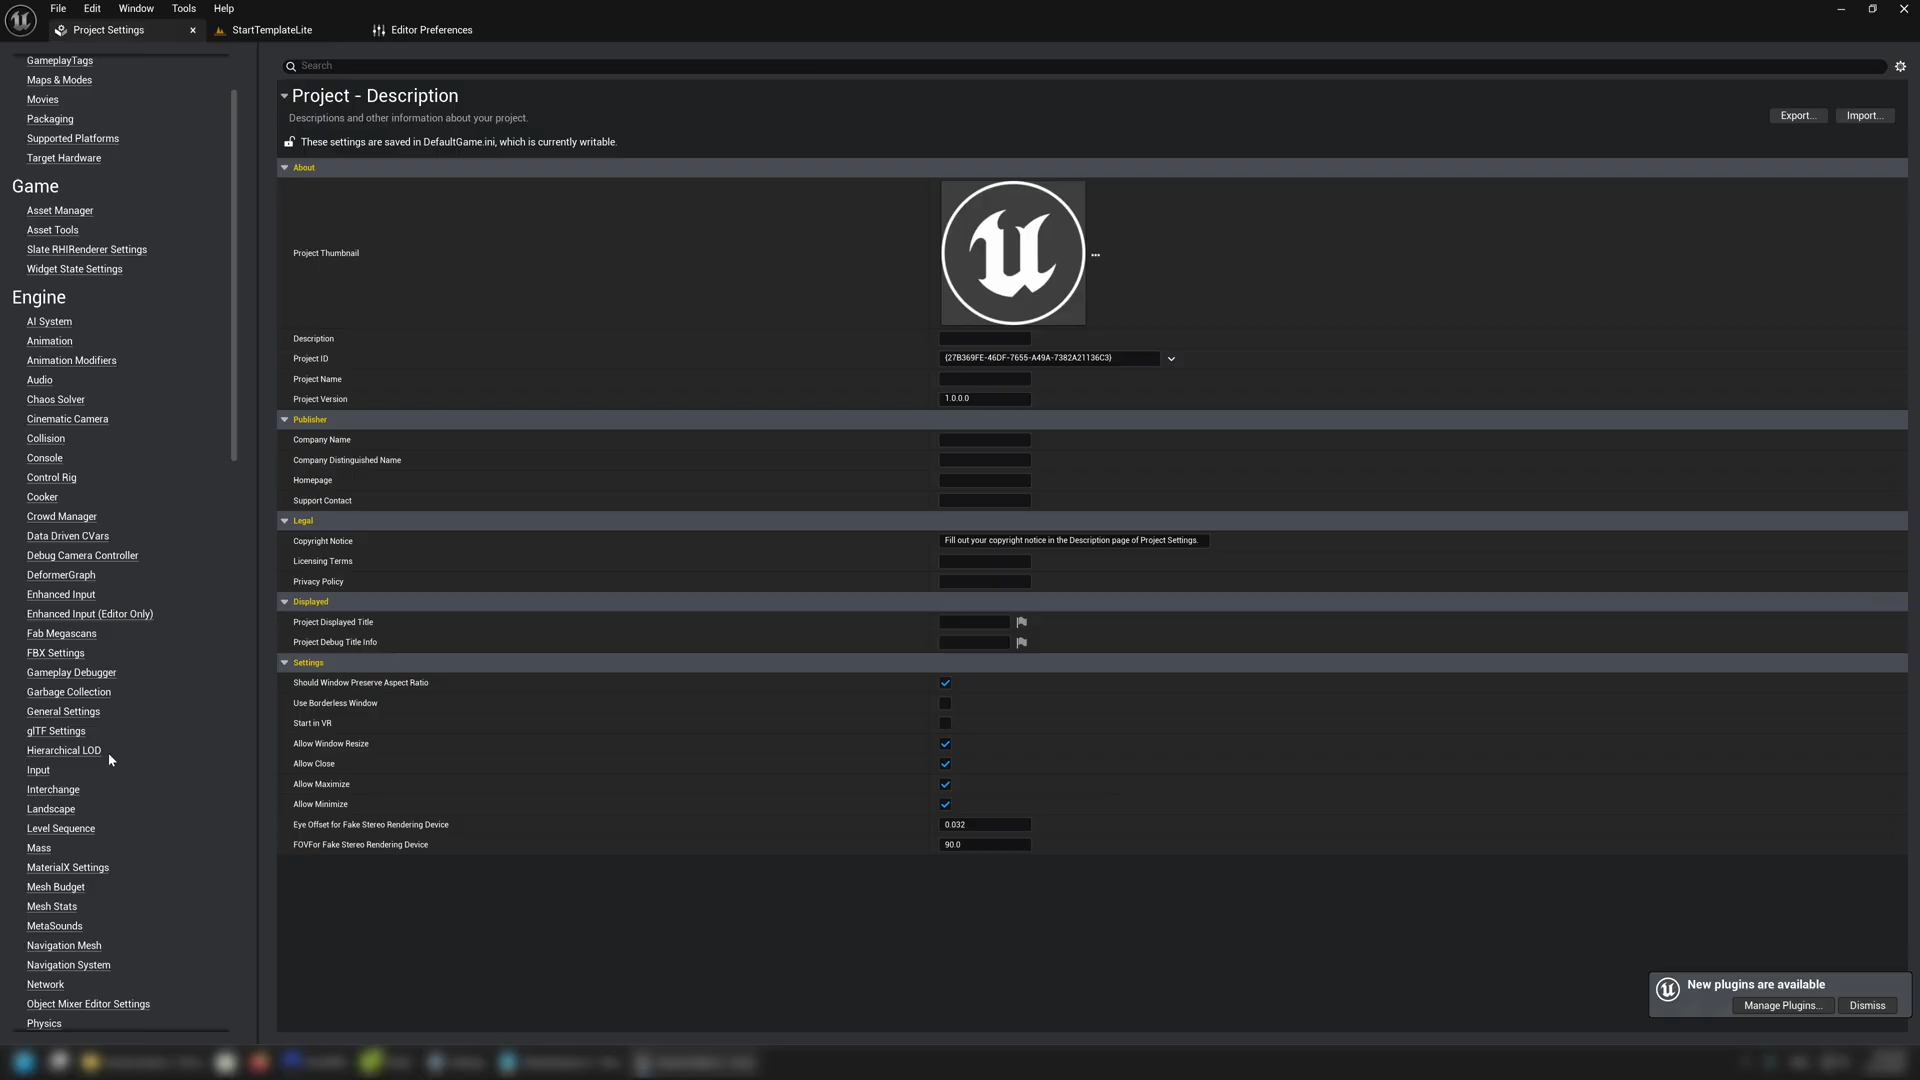 File Edit Window Tools Help
Project Settings StartTemplateLite Editor Preferences
GameplayTags
Maps & Modes
Movies
Packaging
Supported Platforms
Target Hardware
Game
Asset Manager
Asset Tools
Slate RHIRenderer Settings
Widget State Settings
Engine
AI System
Animation
Animation Modifiers
Audio
Chaos Solver
Cinematic Camera
Collision
Console
Control Rig
Cooker
Crowd Manager
Data Driven CVars
Debug Camera Controller
DeformerGraph
Enhanced Input
Enhanced Input (Editor Only)
Fab Megascans
FBX Settings
Gameplay Debugger
Garbage Collection
General Settings
glTF Settings
Hierarchical LOD
Input
Interchange
Landscape
Level Sequence
Mass
MaterialX Settings
Mesh Budget
Mesh Stats
MetaSounds
Navigation Mesh
Navigation System
Network
Object Mixer Editor Settings
Physics
Search
Project - Description
Descriptions and other information about your project.
Export... Import...
These settings are saved in DefaultGame.ini, which is currently writable.
About
Project Thumbnail
Description
Project ID {27B369FE-46DF-7655-A49A-7382A21136C3}
Project Name
Project Version 1.0.0.0
Publisher
Company Name
Company Distinguished Name
Homepage
Support Contact
Legal
Copyright Notice Fill out your copyright notice in the Description page of Project Settings.
Licensing Terms
Privacy Policy
Displayed
Project Displayed Title
Project Debug Title Info
Settings
Should Window Preserve Aspect Ratio
Use Borderless Window
Start in VR
Allow Window Resize
Allow Close
Allow Maximize
Allow Minimize
Eye Offset for Fake Stereo Rendering Device 0.032
FOVFor Fake Stereo Rendering Device 90.0
New plugins are available
Manage Plugins... Dismiss